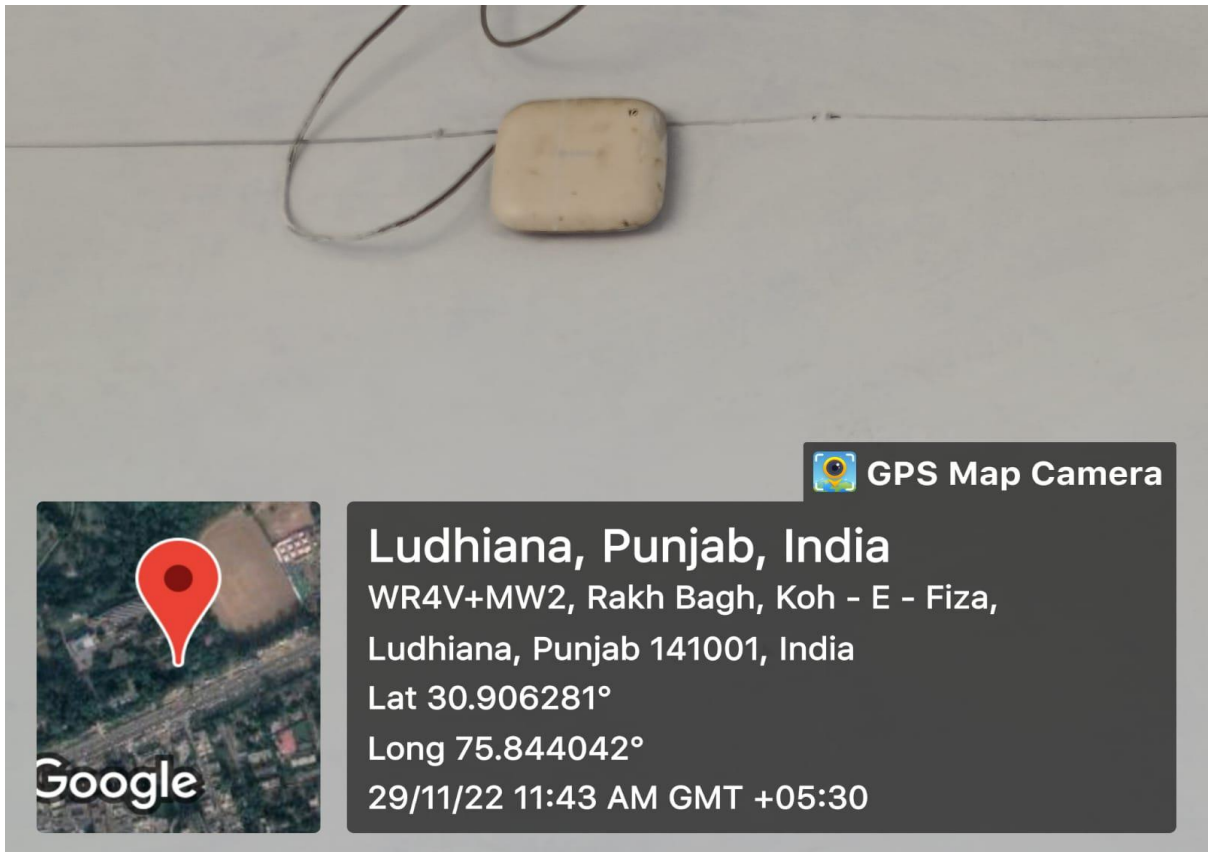 GPS Map Camera
Ludhiana, Punjab, India
WR4V+MW2, Rakh Bagh, Koh - E - Fiza,
Ludhiana, Punjab 141001, India
Lat 30.906281°
Long 75.844042°
29/11/22 11:43 AM GMT +05:30
Google